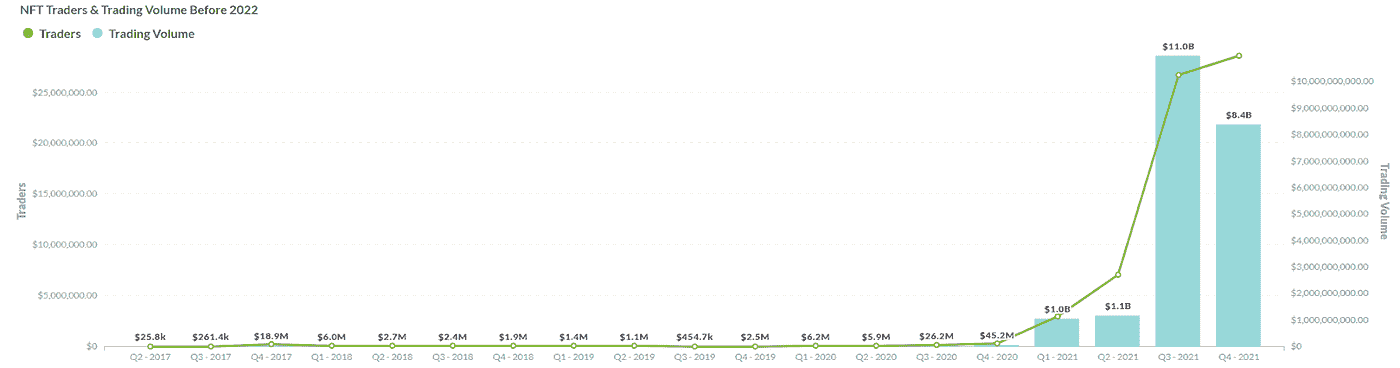 NFT Traders & Trading Volume Before 2022
Traders Trading Volume
$11.0B
$8.4B
$1.0B
$1.1B
$25.8k $261.4k $18.9M $6.0M $2.7M $2.4M $1.9M $1.4M $1.1M $454.7k $2.5M $6.2M $5.9M $26.2M $45.2M
Traders
$25,000,000.00
$20,000,000.00
$15,000,000.00
$10,000,000.00
$5,000,000.00
$0
Q2 - 2017 Q3 - 2017 Q4 - 2017 Q1 - 2018 Q2 - 2018 Q3 - 2018 Q4 - 2018 Q1 - 2019 Q2 - 2019 Q3 - 2019 Q4 - 2019 Q1 - 2020 Q2 - 2020 Q3 - 2020 Q4 - 2020 Q1 - 2021 Q2 - 2021 Q3 - 2021 Q4 - 2021
$10,000,000,000.00
$9,000,000,000.00
$8,000,000,000.00
$7,000,000,000.00
$6,000,000,000.00
$5,000,000,000.00
$4,000,000,000.00
$3,000,000,000.00
$2,000,000,000.00
$1,000,000,000.00
$0
Trading Volume